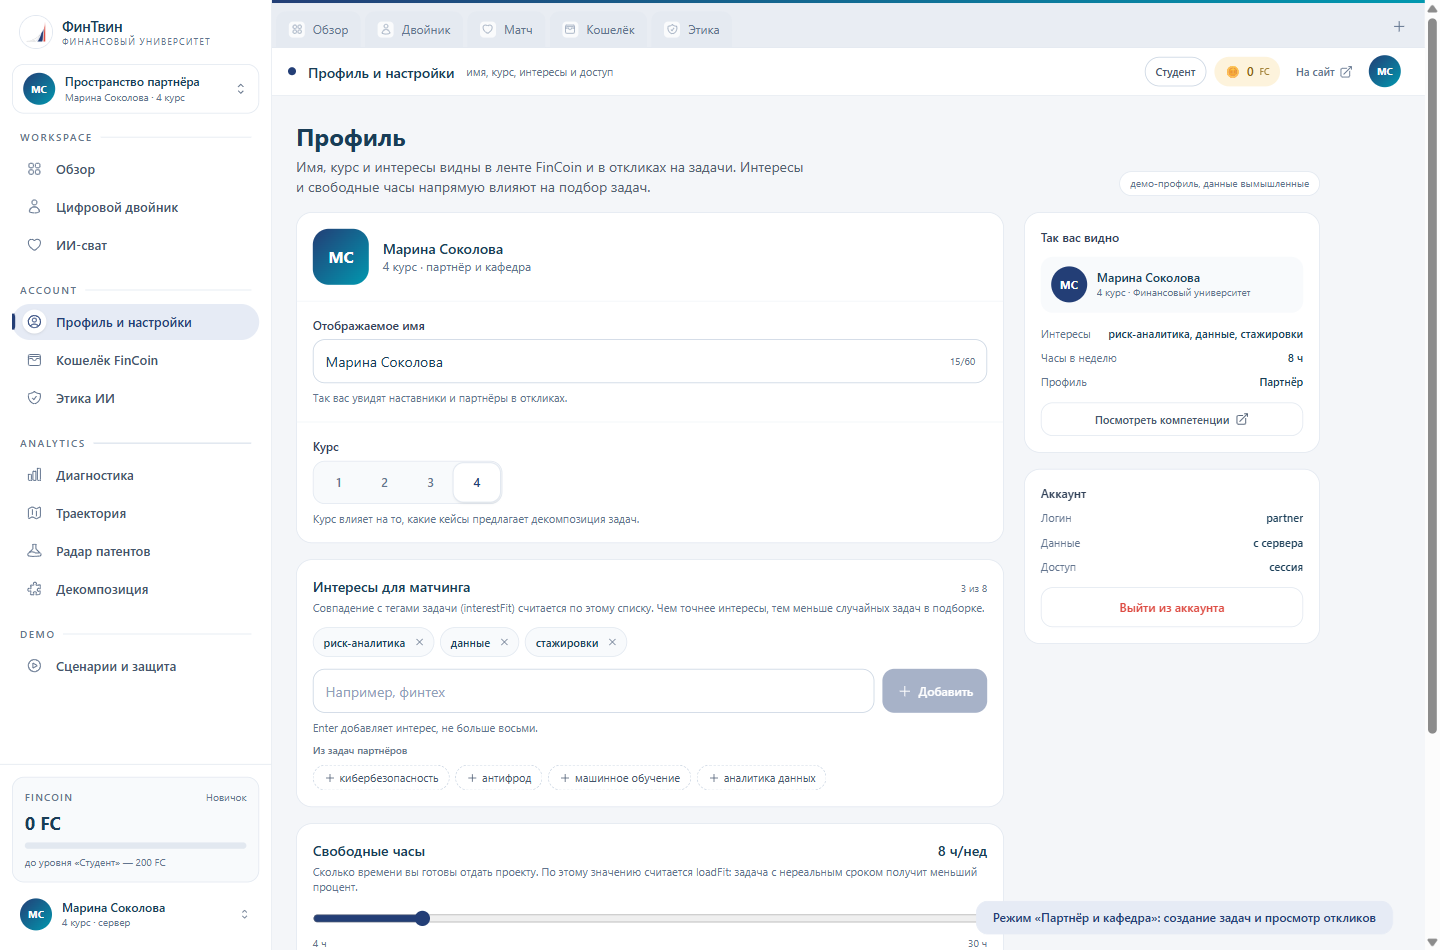 ФинТвин
ФИНАНСОВЫЙ УНИВЕРСИТЕТ
МС
Пространство партнёра
Марина Соколова · 4 курс
WORKSPACE
Обзор
Цифровой двойник
ИИ-сват
ACCOUNT
Профиль и настройки
Кошелёк FinCoin
Этика ИИ
ANALYTICS
Диагностика
Траектория
Радар патентов
Декомпозиция
DEMO
Сценарии и защита
FINCOIN
Новичок
0 FC
до уровня «Студент» — 200 FC
МС
Марина Соколова
4 курс · сервер
Обзор
Двойник
Матч
Кошелёк
Этика
Профиль и настройки
имя, курс, интересы и доступ
Студент
0 FC
На сайт
МС
Профиль
Имя, курс и интересы видны в ленте FinCoin и в откликах на задачи. Интересы
и свободные часы напрямую влияют на подбор задач.
демо-профиль, данные вымышленные
МС
Марина Соколова
4 курс · партнёр и кафедра
Отображаемое имя
Марина Соколова
15/60
Так вас увидят наставники и партнёры в откликах.
Курс
1 2 3 4
Курс влияет на то, какие кейсы предлагает декомпозиция задач.
Интересы для матчинга
3 из 8
Совпадение с тегами задачи (interestFit) считается по этому списку. Чем точнее интересы, тем меньше случайных задач в подборке.
риск-аналитика × данные × стажировки ×
Например, финтех
+ Добавить
Enter добавляет интерес, не больше восьми.
Из задач партнёров
+ кибербезопасность + антифрод + машинное обучение + аналитика данных
Свободные часы
8 ч/нед
Сколько времени вы готовы отдать проекту. По этому значению считается loadFit: задача с нереальным сроком получит меньший
процент.
4 ч
30 ч
Так вас видно
МС
Марина Соколова
4 курс · Финансовый университет
Интересы риск-аналитика, данные, стажировки
Часы в неделю 8 ч
Профиль Партнёр
Посмотреть компетенции
Аккаунт
Логин partner
Данные с сервера
Доступ сессия
Выйти из аккаунта
Режим «Партнёр и кафедра»: создание задач и просмотр откликов